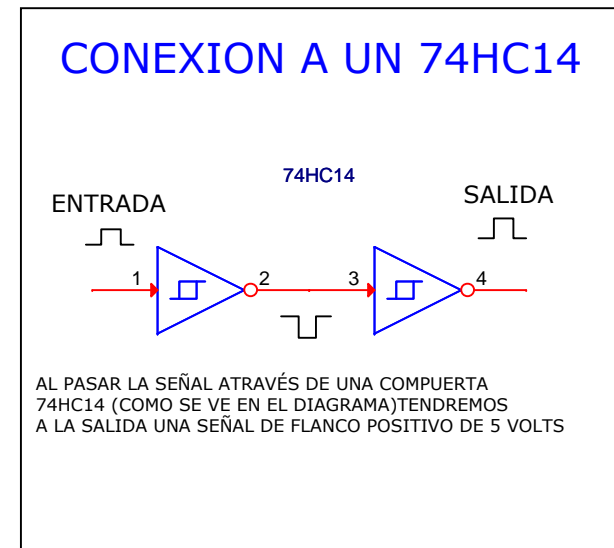 CONEXION A UN 74HC14
74HC14
ENTRADA
SALIDA
1
2
3
4
AL PASAR LA SEÑAL ATRAVÉS DE UNA COMPUERTA
74HC14 (COMO SE VE EN EL DIAGRAMA)TENDREMOS
A LA SALIDA UNA SEÑAL DE FLANCO POSITIVO DE 5 VOLTS